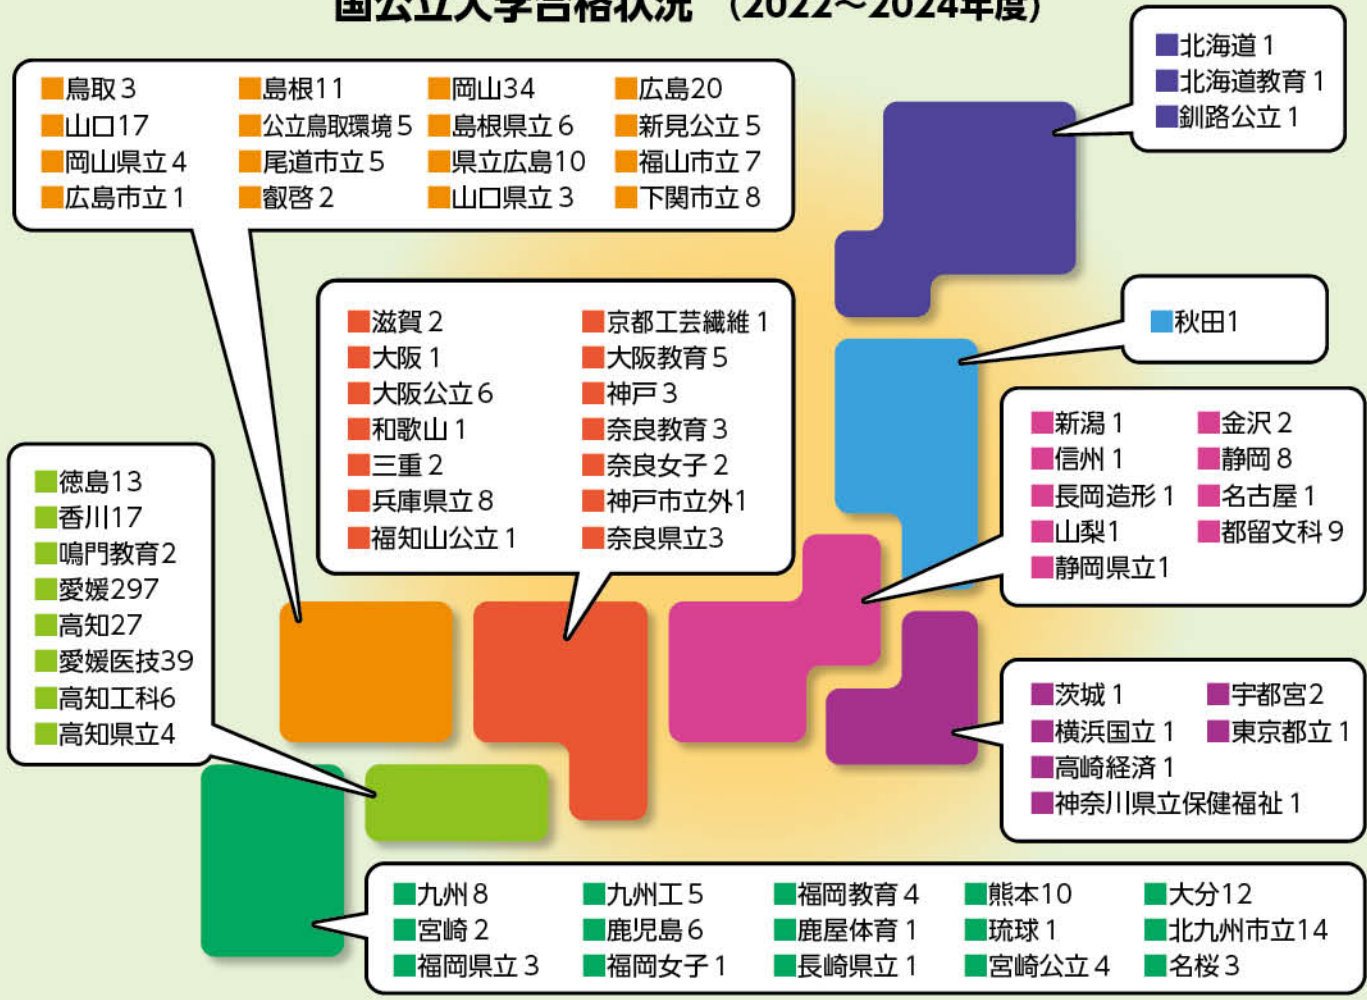 国公立大学合格状況 (2022～2024年度)
北海道1
北海道教育1
釧路公立1
鳥取3 島根11 岡山34 広島20
山口17 公立鳥取環境5 島根県立6 新見公立5
岡山県立4 尾道市立5 県立広島10 福山市立7
広島市立1 叡啓2 山口県立3 下関市立8
秋田1
滋賀2 京都工芸繊維1
大阪1 大阪教育5
大阪公立6 神戸3
和歌山1 奈良教育3
三重2 奈良女子2
兵庫県立8 神戸市立外1
福知山公立1 奈良県立3
新潟1 金沢2
信州1 静岡8
長岡造形1 名古屋1
山梨1 都留文科9
静岡県立1
徳島13
香川17
鳴門教育2
愛媛297
高知27
愛媛医技39
高知工科6
高知県立4
茨城1 宇都宮2
横浜国立1 東京都立1
高崎経済1
神奈川県立保健福祉1
九州8 九州工5 福岡教育4 熊本10 大分12
宮崎2 鹿児島6 鹿屋体育1 琉球1 北九州市立14
福岡県立3 福岡女子1 長崎県立1 宮崎公立4 名桜3